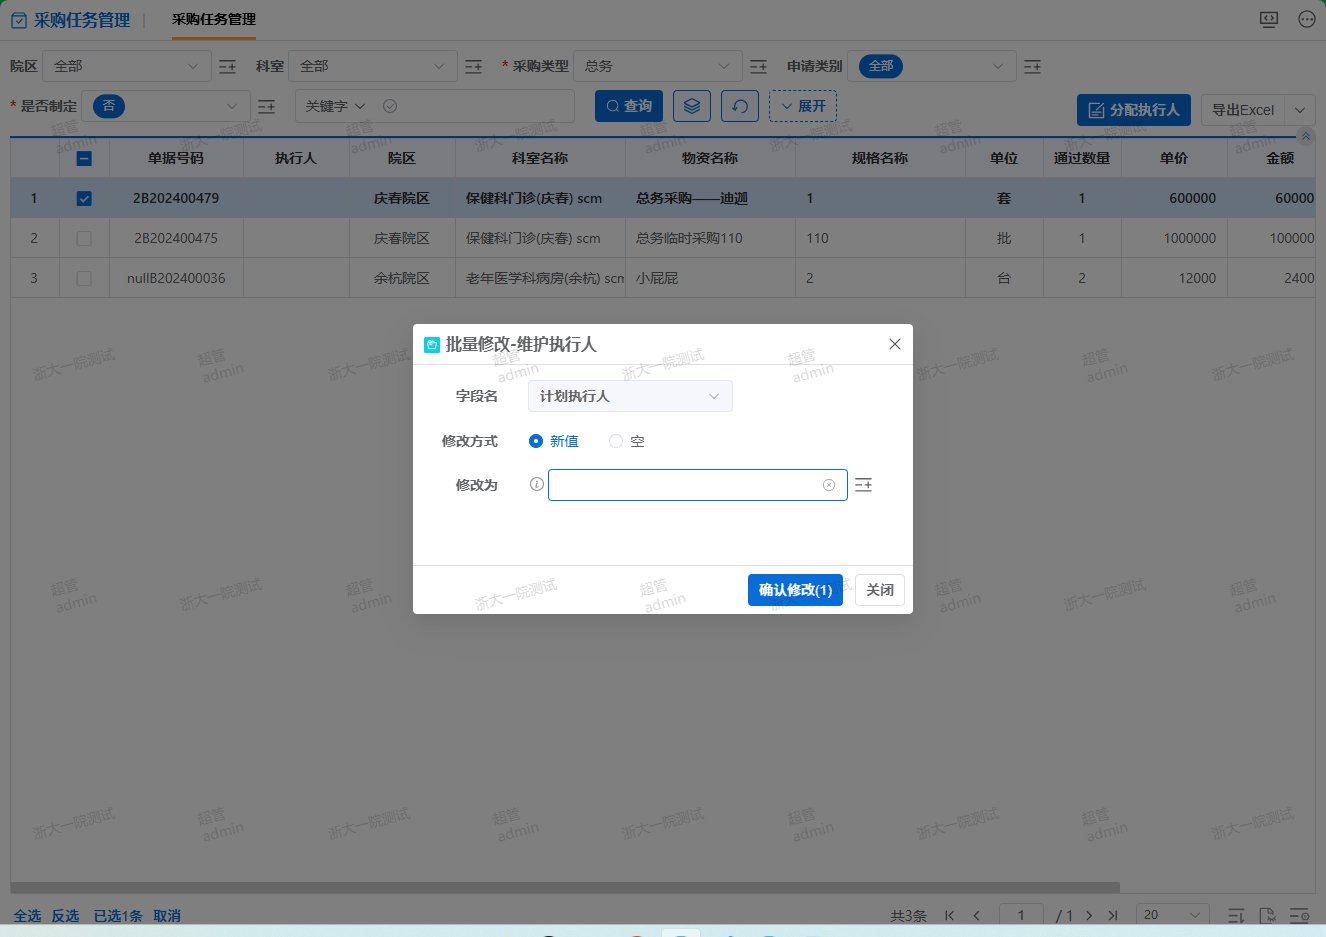 采购任务管理 采购任务管理
院区 全部 科室 全部 * 采购类型 总务 申请类别 全部
* 是否制定 否 关键字 查询 展开 分配执行人 导出Excel
单据号码 执行人 院区 科室名称 物资名称 规格名称 单位 通过数量 单价 金额
1 2B202400479 庆春院区 保健科门诊(庆春) scm 总务采购——迪迦 1 套 1 600000 60000
2 2B202400475 庆春院区 保健科门诊(庆春) scm 总务临时采购110 110 批 1 1000000 100000
3 nullB202400036 余杭院区 老年医学科病房(余杭) scm 小屁屁 2 台 2 12000 2400
批量修改-维护执行人
字段名 计划执行人
修改方式 新值 空
修改为
确认修改(1) 关闭
全选 反选 已选1条 取消 共3条 1 / 1 20
浙大一院测试
超管
admin